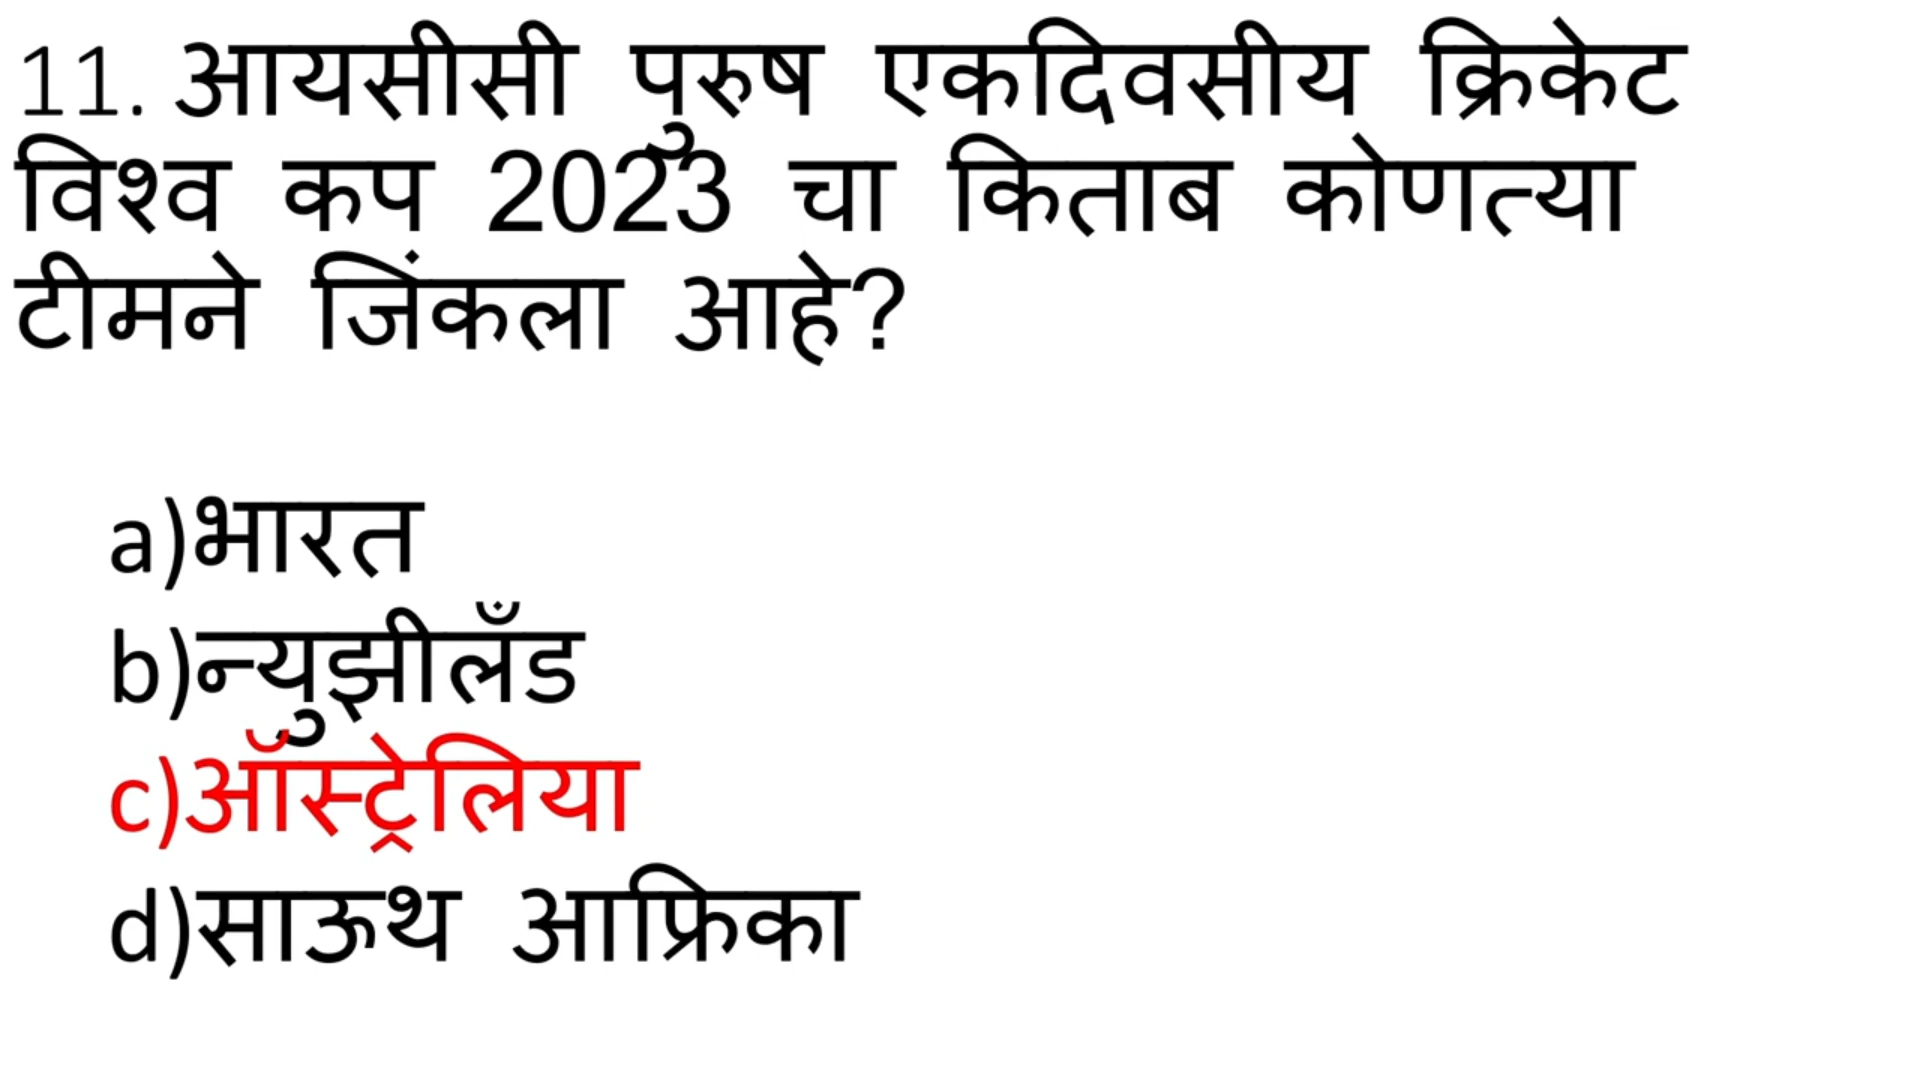 11. आयसीसी पुरुष एकदिवसीय क्रिकेट
विश्व कप 2023 चा किताब कोणत्या
टीमने जिंकला आहे?
a)भारत
b)न्युझीलँड
c)ऑस्ट्रेलिया
d)साऊथ आफ्रिका